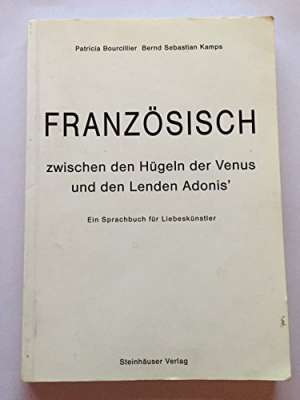 Patricia Bourcillier Bernd Sebastian Kamps
FRANZÖSISCH
zwischen den Hügeln der Venus
und den Lenden Adonis'
Ein Sprachbuch für Liebeskünstler
Steinhäuser Verlag